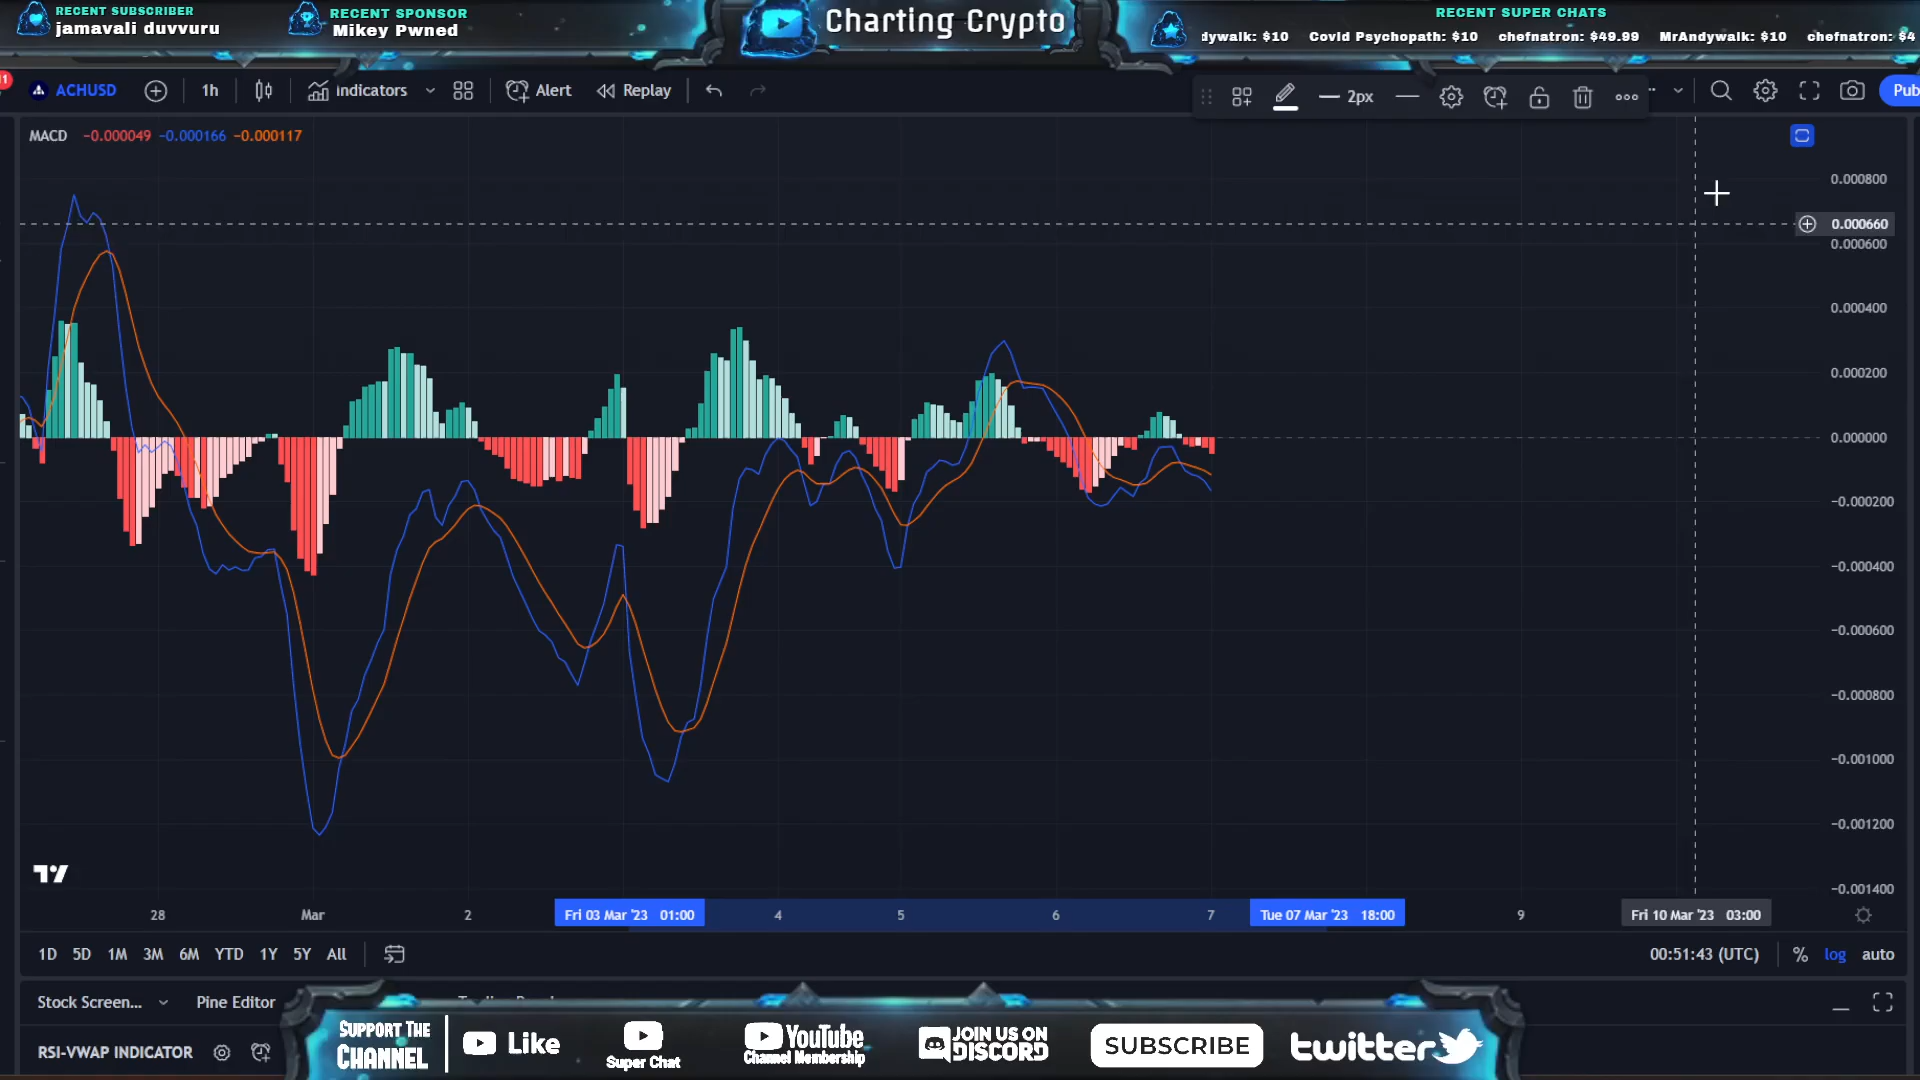 RECENT SUBSCRIBER
jamavali duvvuru
RECENT SPONSOR
Mikey Pwned
Charting Crypto
RECENT SUPER CHATS
dywalk: $10 Covid Psychopath: $10 chefnatron: $49.99 MrAndywalk: $10 chefnatron: $4
1
ACHUSD 1h Indicators Alert Replay
2px
Pub
MACD −0.000049 −0.000166 −0.000117
0.000800
0.000660
0.000600
0.000400
0.000200
0.000000
−0.000200
−0.000400
−0.000600
−0.000800
−0.001000
−0.001200
−0.001400
28 Mar 2 Fri 03 Mar '23 01:00 4 5 6 7 Tue 07 Mar '23 18:00 9 Fri 10 Mar '23 03:00
1D 5D 1M 3M 6M YTD 1Y 5Y All
00:51:43 (UTC) % log auto
Stock Screen... Pine Editor
RSI-VWAP INDICATOR
SUPPORT THE
CHANNEL
Like
Super Chat
YouTube
Channel Membership
JOIN US ON
DISCORD
SUBSCRIBE
twitter